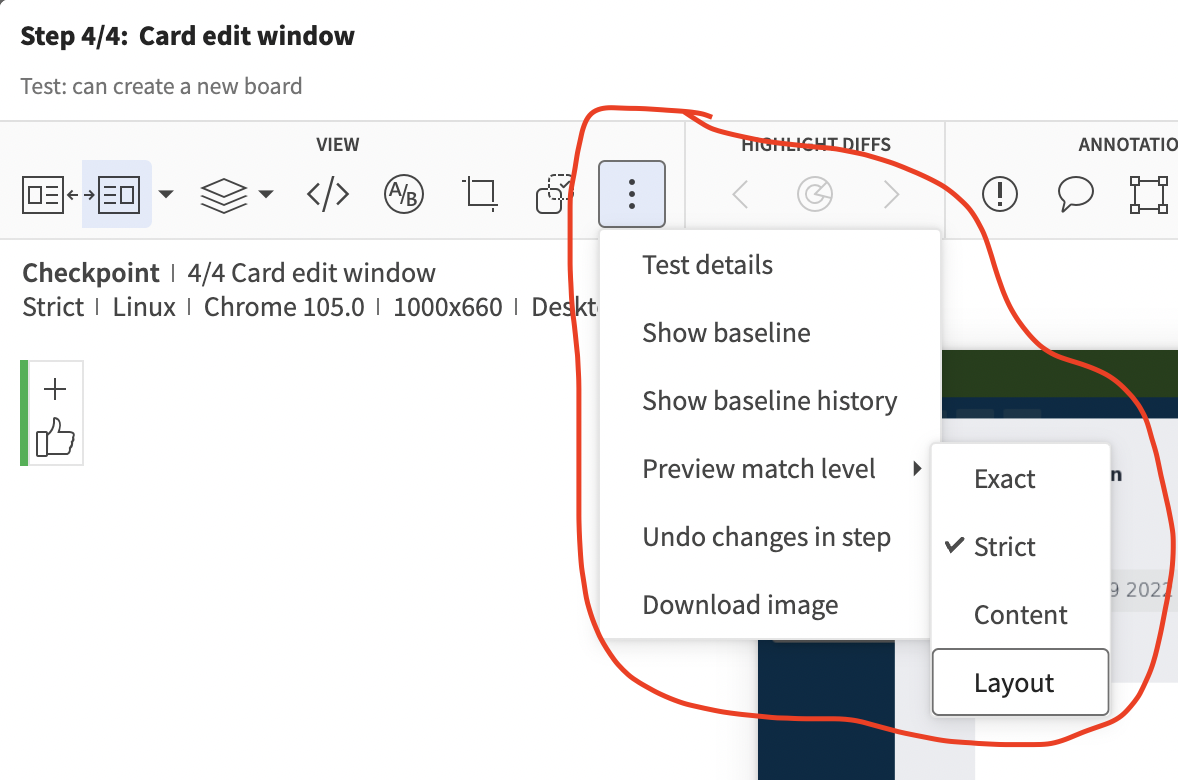 Step 4/4: Card edit window
Test: can create a new board
VIEW
HIGHLIGHT DIFFS
A/B
Checkpoint | 4/4 Card edit window
Strict | Linux | Chrome 105.0 | 1000x660 |
Test details
Show baseline
Show baseline history
Preview match level
Undo changes in step
Download image
Exact
Strict
Content
Layout
9 2022